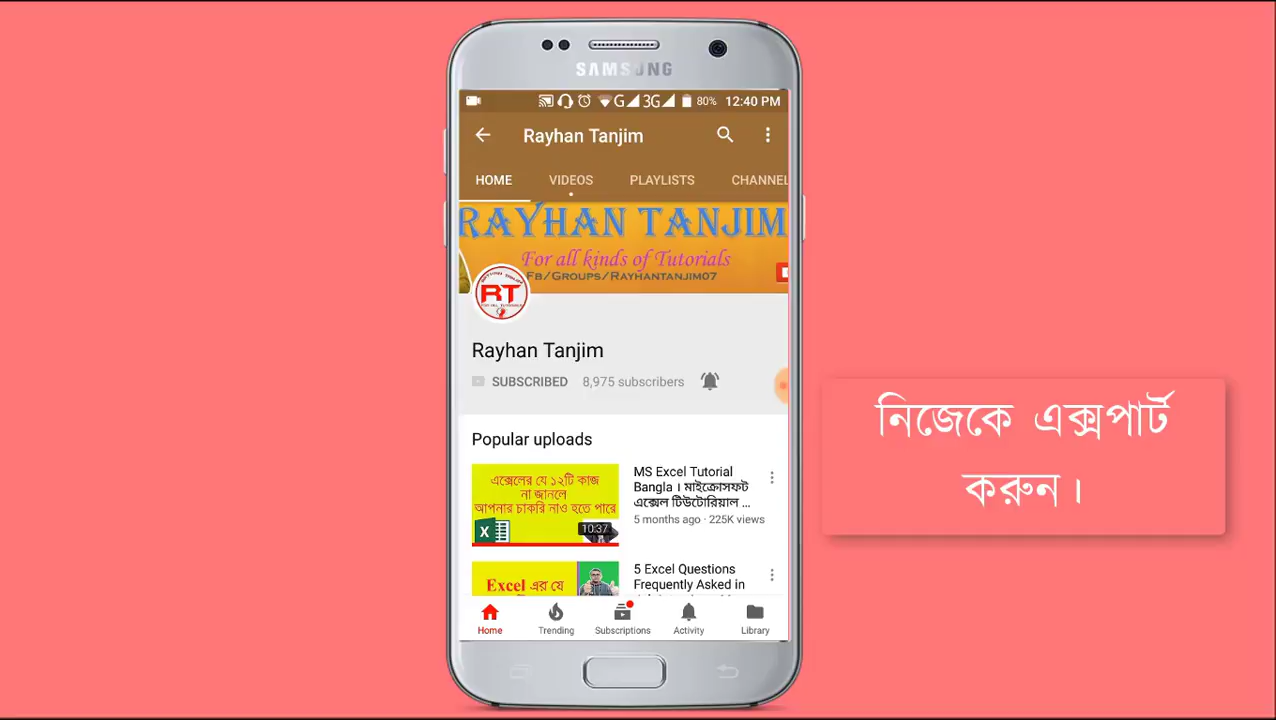 SAMSUNG
G 3G 80% 12:40 PM
Rayhan Tanjim
HOME VIDEOS PLAYLISTS CHANNEL
RAYHAN TANJIM
For all kinds of Tutorials
FB/GROUPS/RAYHANTANJIM07
RT
Rayhan Tanjim
SUBSCRIBED 8,975 subscribers
Popular uploads
এক্সেলের যে ১২টি কাজ
না জানলে
আপনার চাকরি নাও হতে পারে
10:37
MS Excel Tutorial
Bangla । মাইক্রোসফট
এক্সেল টিউটোরিয়াল ...
5 months ago · 225K views
Excel এর যে
5 Excel Questions
Frequently Asked in
Home Trending Subscriptions Activity Library
নিজেকে এক্সপার্ট
করুন।